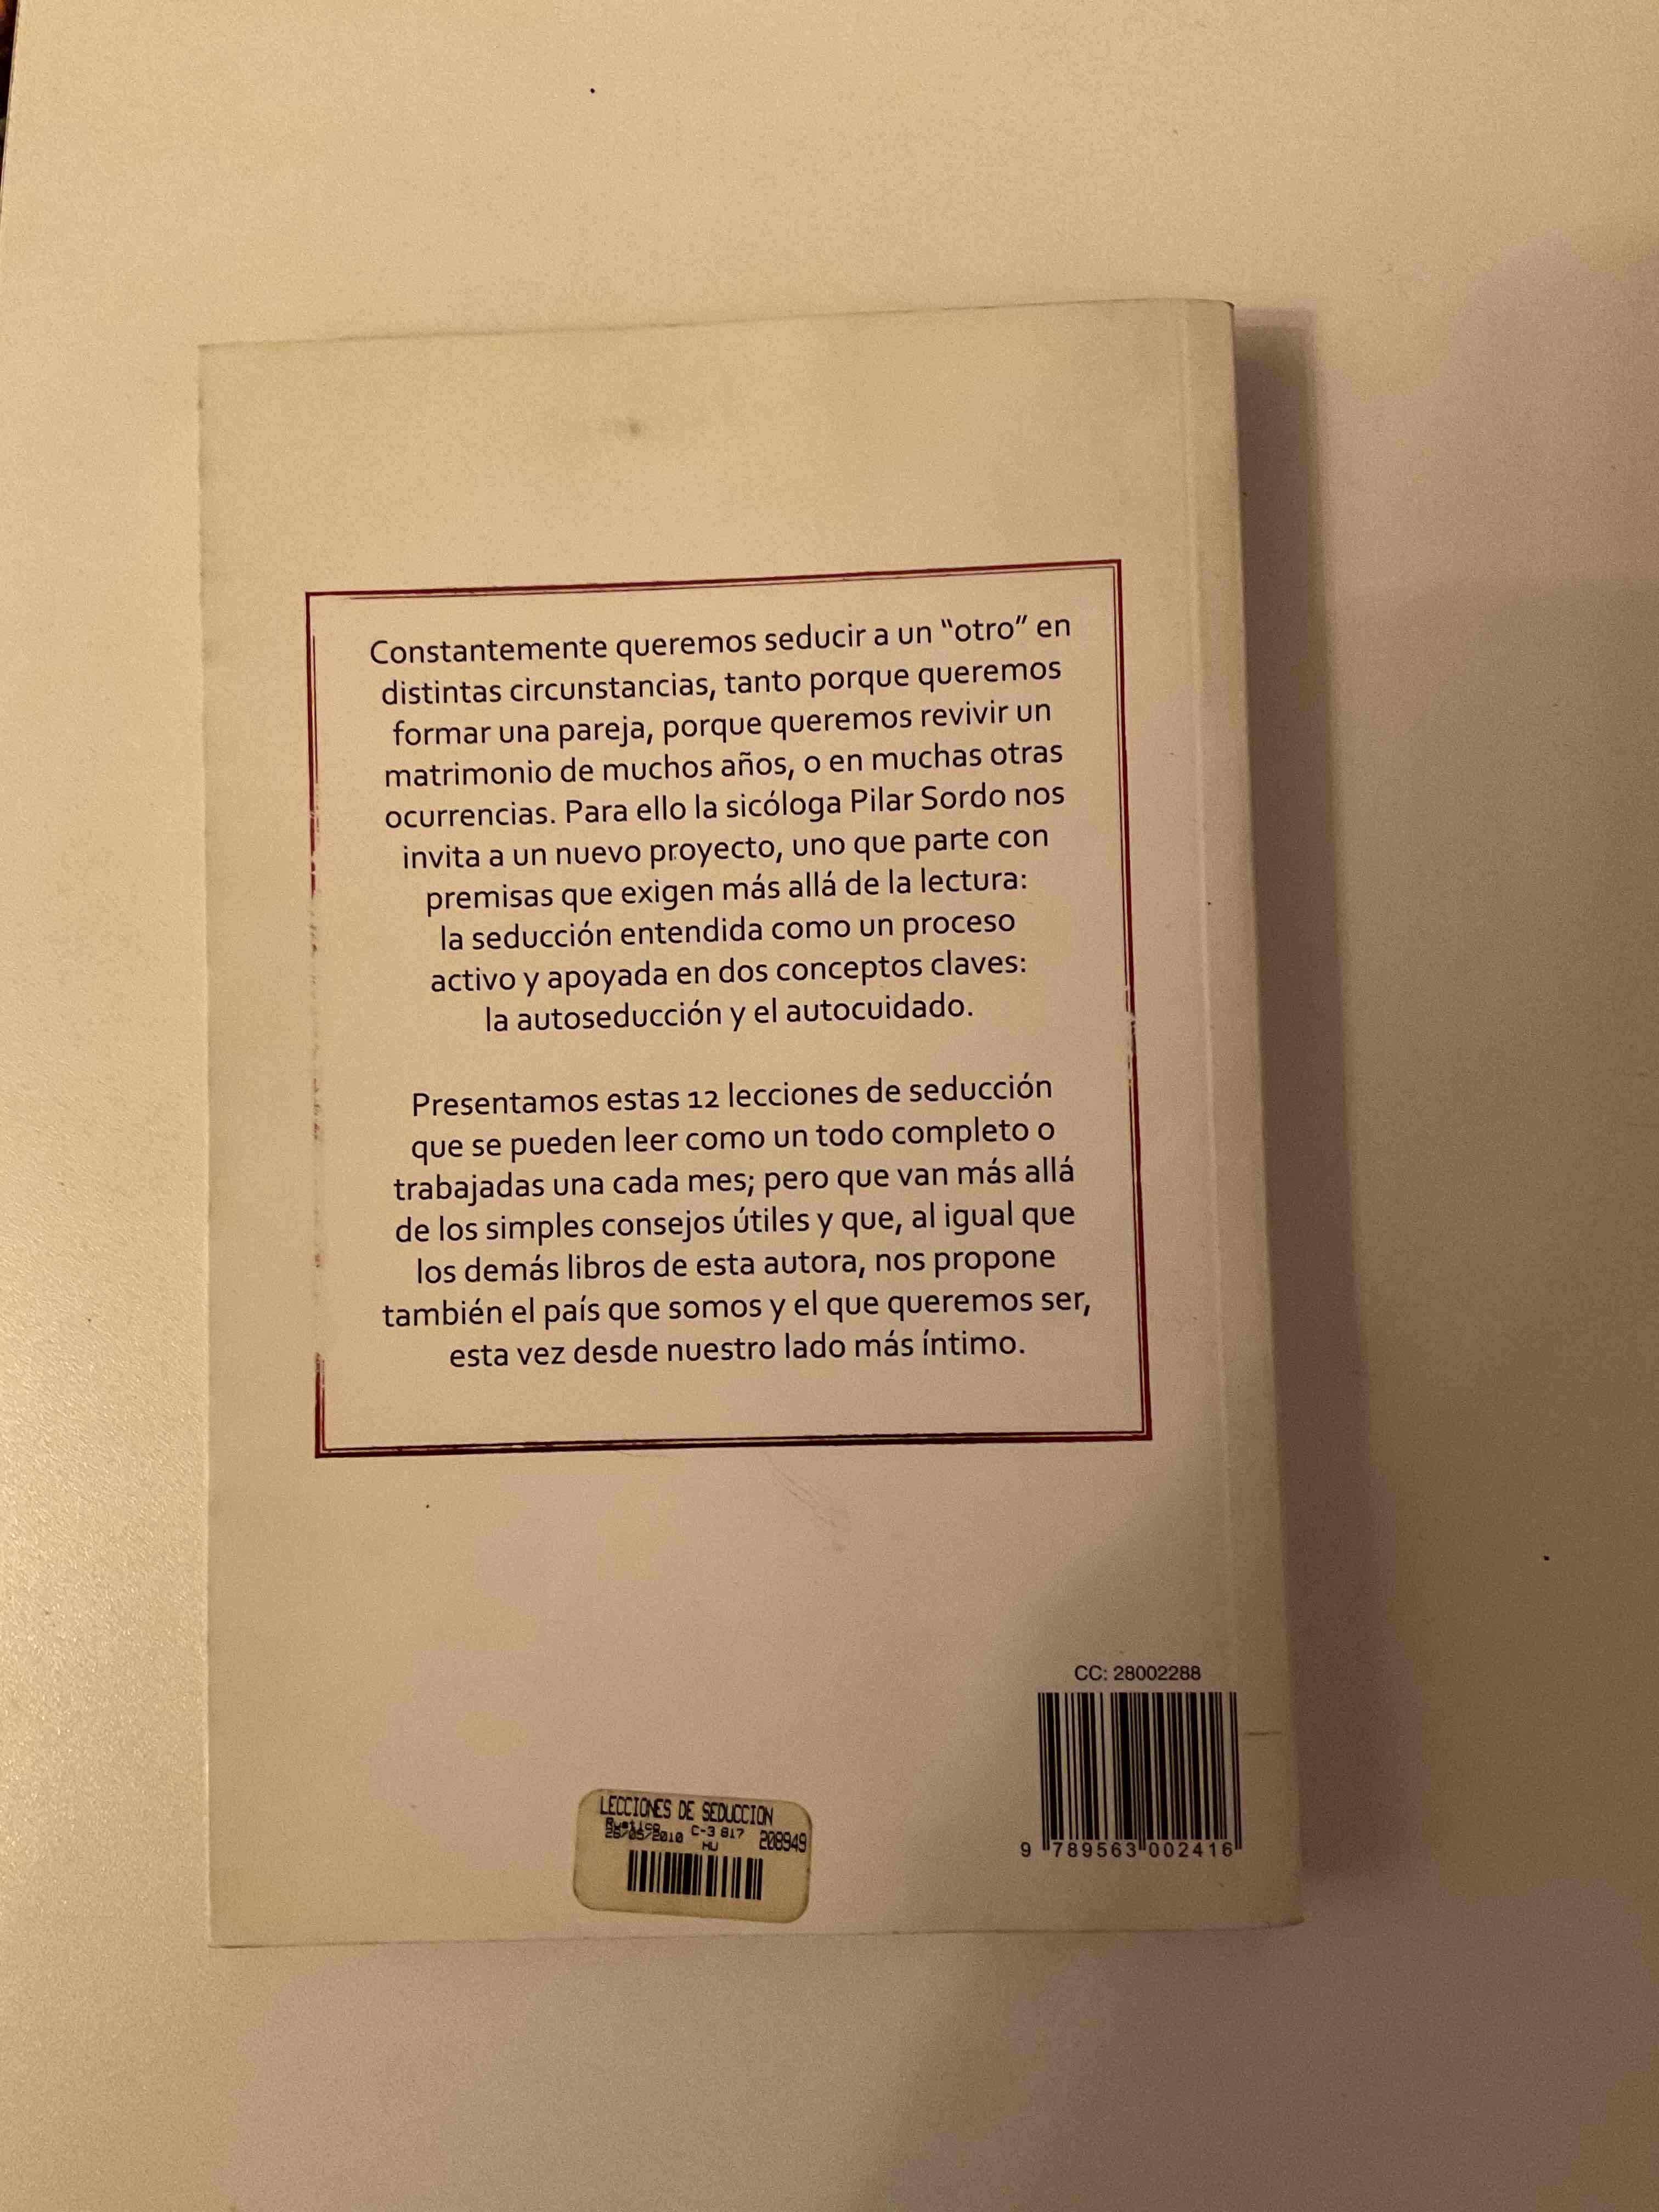 Constantemente queremos seducir a un “otro” en
distintas circunstancias, tanto porque queremos
formar una pareja, porque queremos revivir un
matrimonio de muchos años, o en muchas otras
ocurrencias. Para ello la sicóloga Pilar Sordo nos
invita a un nuevo proyecto, uno que parte con
premisas que exigen más allá de la lectura:
la seducción entendida como un proceso
activo y apoyada en dos conceptos claves:
la autoseducción y el autocuidado.
Presentamos estas 12 lecciones de seducción
que se pueden leer como un todo completo o
trabajadas una cada mes; pero que van más allá
de los simples consejos útiles y que, al igual que
los demás libros de esta autora, nos propone
también el país que somos y el que queremos ser,
esta vez desde nuestro lado más íntimo.
CC: 28002288
9 789563 002416
LECCIONES DE SEDUCCION
C-3 817 208949